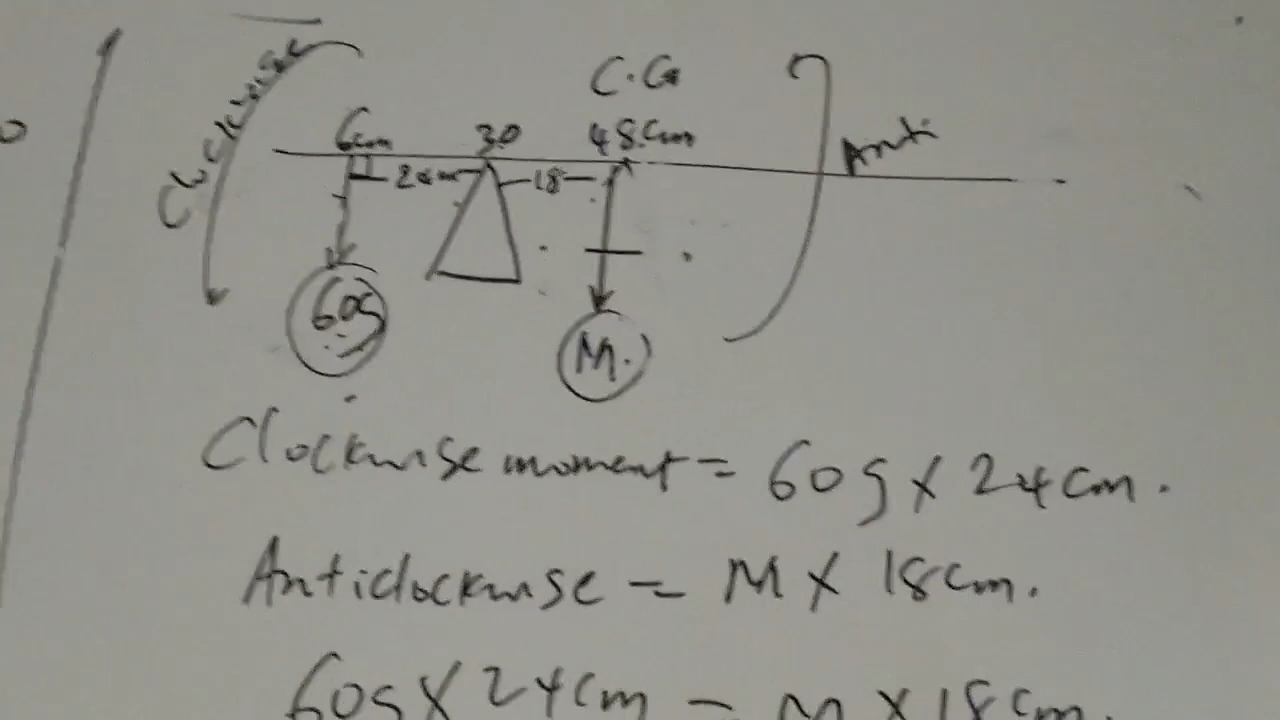 C.G
Clockwise
6cm 30 48cm
Anti
24cm 18
60g
M.
Clockwise moment = 60g X 24cm.
Anticlockwise = M X 18cm.
60g X 24cm = M X 18cm.